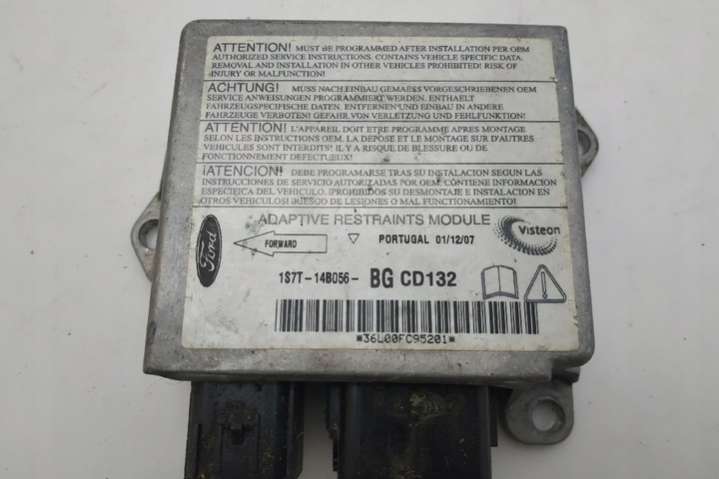 ATTENTION! MUST BE PROGRAMMED AFTER INSTALLATION PER OEM
AUTHORIZED SERVICE INSTRUCTIONS. CONTAINS VEHICLE SPECIFIC DATA.
REMOVAL AND INSTALLATION IN OTHER VEHICLES PROHIBITED! RISK OF
INJURY OR MALFUNCTION!
ACHTUNG! MUSS NACH EINBAU GEMAESS VORGESCHRIEBENEN OEM
SERVICE ANWEISUNGEN PROGRAMMIERT WERDEN. ENTHAELT
FAHRZEUGSPEZIFISCHE DATEN. ENTFERNEN UND EINBAU IN ANDERE
FAHRZEUGE VERBOTEN! GEFAHR VON VERLETZUNG UND FEHLFUNKTION!
ATTENTION! L'APPAREIL DOIT ETRE PROGRAMME APRES MONTAGE
SELON LES INSTRUCTIONS OEM. LA DEPOSE ET LE MONTAGE SUR D'AUTRES
VEHICULES SONT INTERDITS! IL Y A RISQUE DE BLESSURE OU DE
FONCTIONNEMENT DEFECTUEUX!
¡ATENCION! DEBE PROGRAMARSE TRAS SU INSTALACION SEGUN LAS
INSTRUCCIONES DE SERVICIO AUTORIZADAS POR OEM. CONTIENE INFORMACION
ESPECIFICA DEL VEHICULO. ¡PROHIBIDOS SU DESMONTAJE E INSTALACION EN
OTROS VEHICULOS! ¡RIESGO DE LESIONES O MAL FUNCIONAMIENTO!
ADAPTIVE RESTRAINTS MODULE
Ford FORWARD PORTUGAL 01/12/07 Visteon
1S7T-14B056- BG CD132
*36L00FC95201*